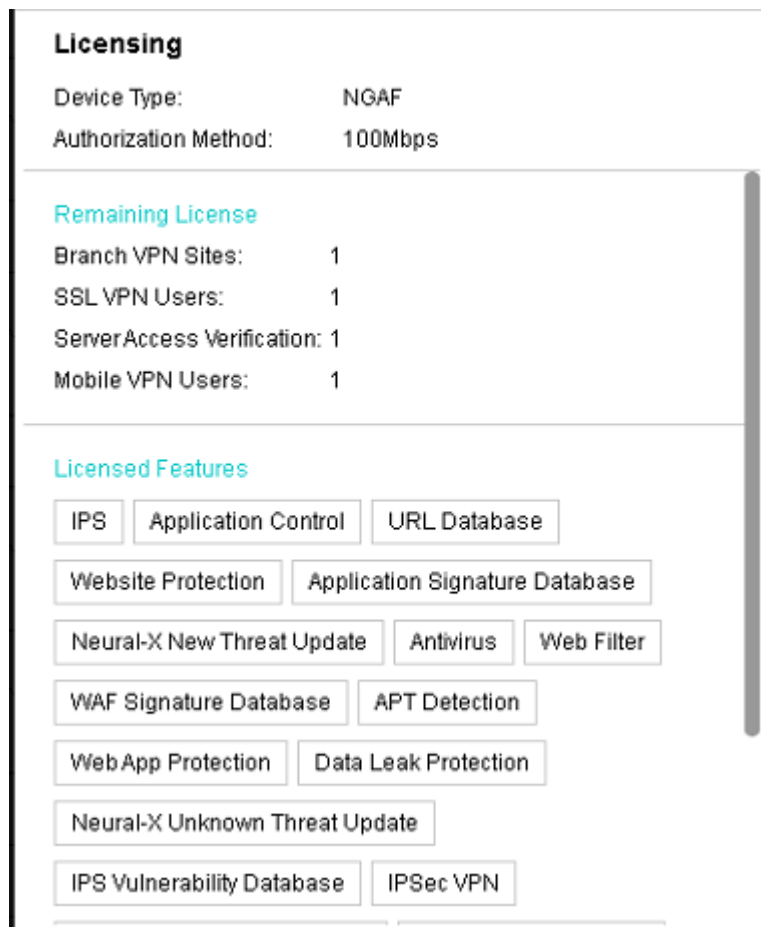 Licensing
Device Type: NGAF
Authorization Method: 100Mbps
Remaining License
Branch VPN Sites: 1
SSL VPN Users: 1
Server Access Verification: 1
Mobile VPN Users: 1
Licensed Features
IPS Application Control URL Database
Website Protection Application Signature Database
Neural-X New Threat Update Antivirus Web Filter
WAF Signature Database APT Detection
Web App Protection Data Leak Protection
Neural-X Unknown Threat Update
IPS Vulnerability Database IPSec VPN